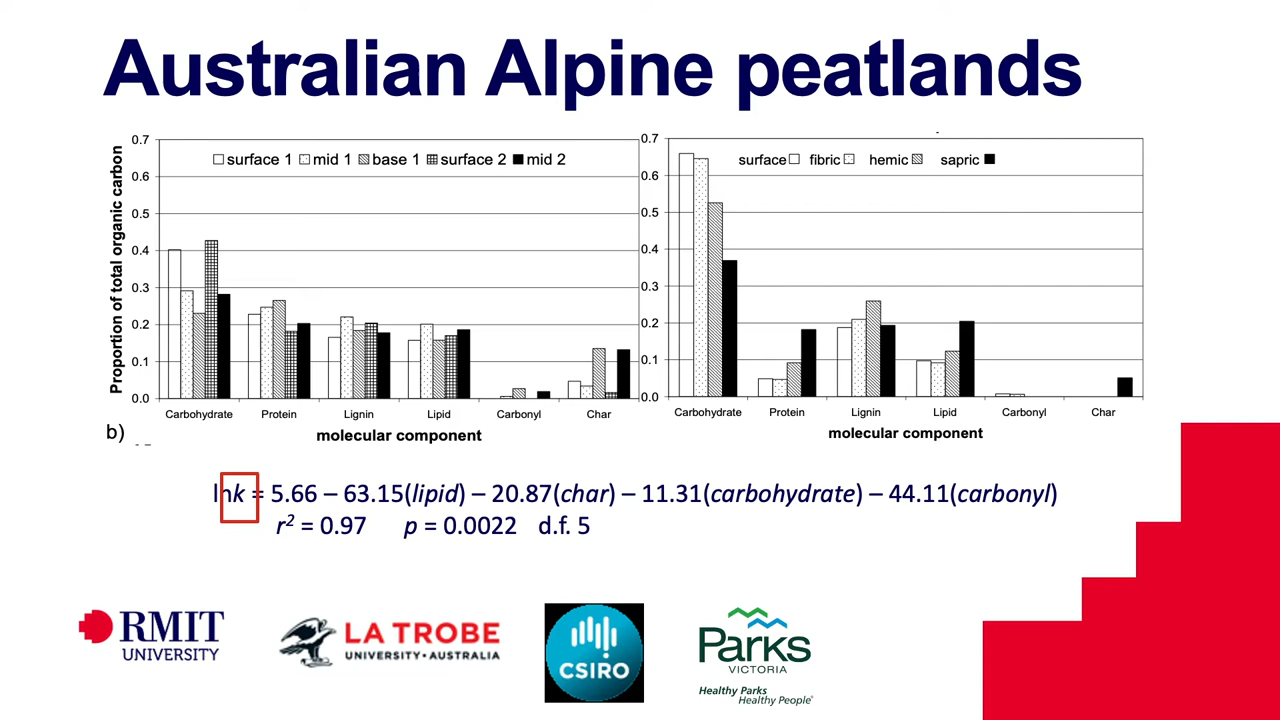 Australian Alpine peatlands
Proportion of total organic carbon
0.7
0.6
0.5
0.4
0.3
0.2
0.1
0.0
surface 1 mid 1 base 1 surface 2 mid 2
Carbohydrate Protein Lignin Lipid Carbonyl Char
molecular component
b)
0.7
0.6
0.5
0.4
0.3
0.2
0.1
0.0
surface fibric hemic sapric
Carbohydrate Protein Lignin Lipid Carbonyl Char
molecular component
lnk = 5.66 – 63.15(lipid) – 20.87(char) – 11.31(carbohydrate) – 44.11(carbonyl)
r² = 0.97 p = 0.0022 d.f. 5
RMIT
UNIVERSITY
LA TROBE
UNIVERSITY • AUSTRALIA
CSIRO
Parks
VICTORIA
Healthy Parks
Healthy People®